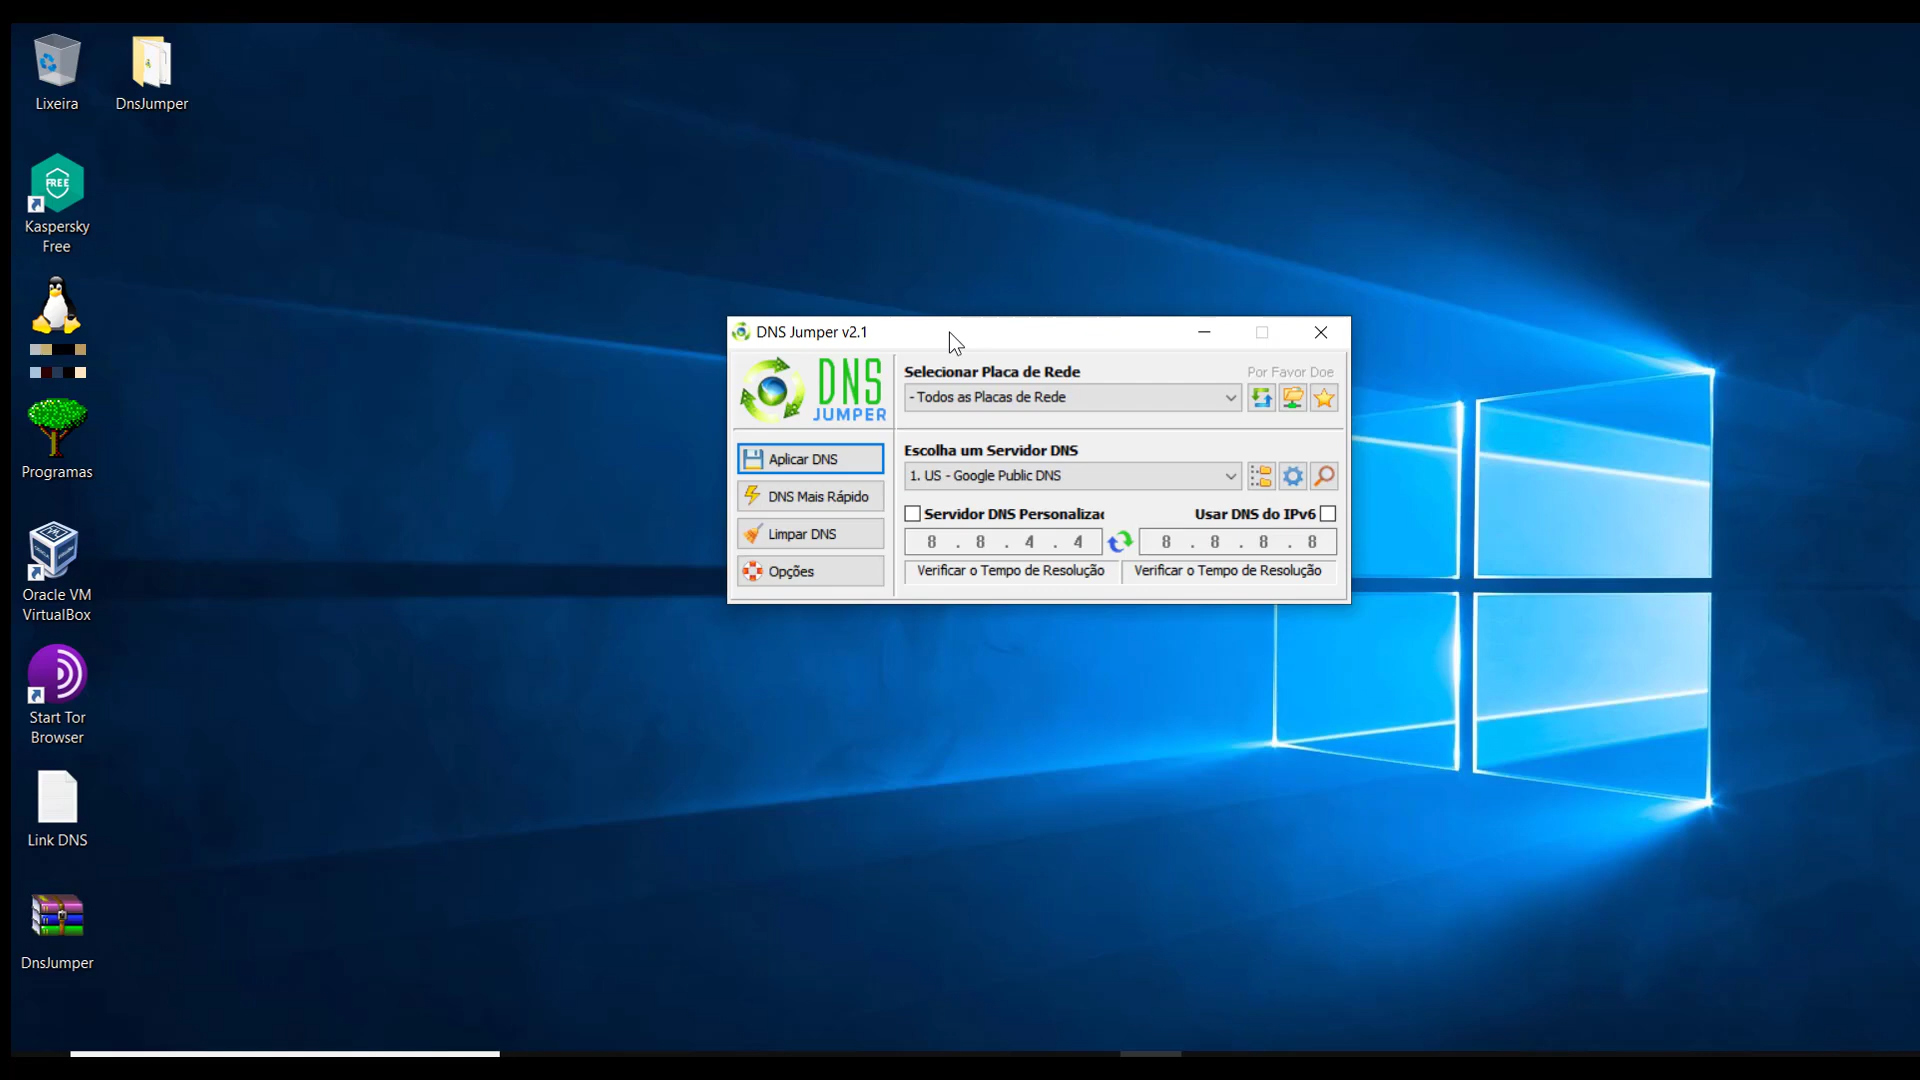 Lixeira
DnsJumper
FREE
Kaspersky
Free
Programas
Oracle VM
VirtualBox
Start Tor
Browser
Link DNS
DnsJumper
DNS Jumper v2.1
DNS
JUMPER
Selecionar Placa de Rede
Por Favor Doe
- Todos as Placas de Rede
Aplicar DNS
DNS Mais Rápido
Limpar DNS
Opções
Escolha um Servidor DNS
1. US - Google Public DNS
Servidor DNS Personalizac
Usar DNS do IPv6
8 . 8 . 4 . 4
8 . 8 . 8 . 8
Verificar o Tempo de Resolução
Verificar o Tempo de Resolução